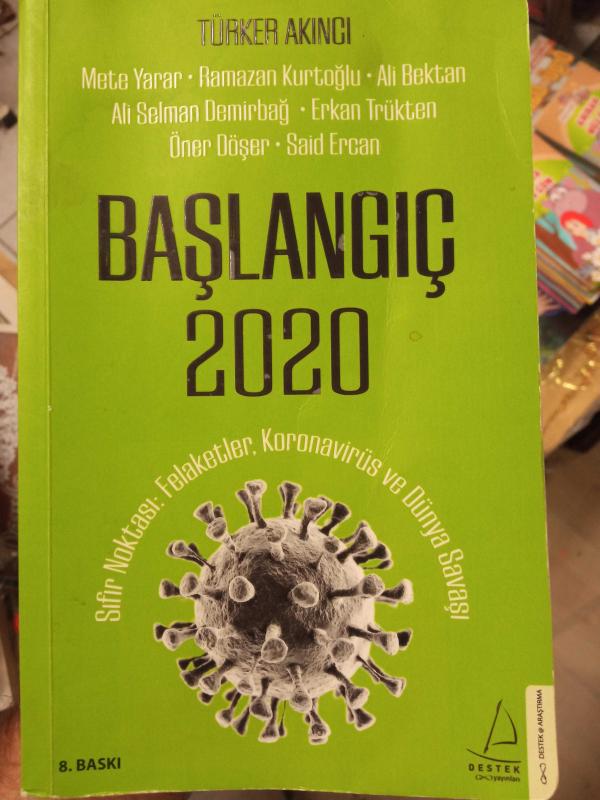 TÜRKER AKINCI
Mete Yarar • Ramazan Kurtoğlu • Ali Bektan
Ali Selman Demirbağ • Erkan Trükten
Öner Döşer • Said Ercan
BAŞLANGIÇ
2020
Sıfır Noktası: Felaketler, Koronavirüs ve Dünya Savaşı
8. BASKI
DESTEK
yayınları
DESTEK @ ARAŞTIRMA